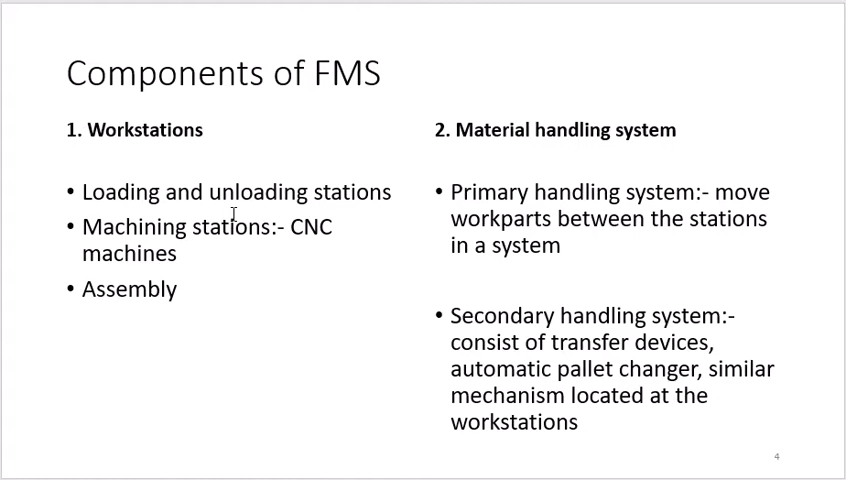 Components of FMS
1. Workstations
• Loading and unloading stations
• Machining stations:- CNC
machines
• Assembly
2. Material handling system
• Primary handling system:- move
workparts between the stations
in a system
• Secondary handling system:-
consist of transfer devices,
automatic pallet changer, similar
mechanism located at the
workstations
4